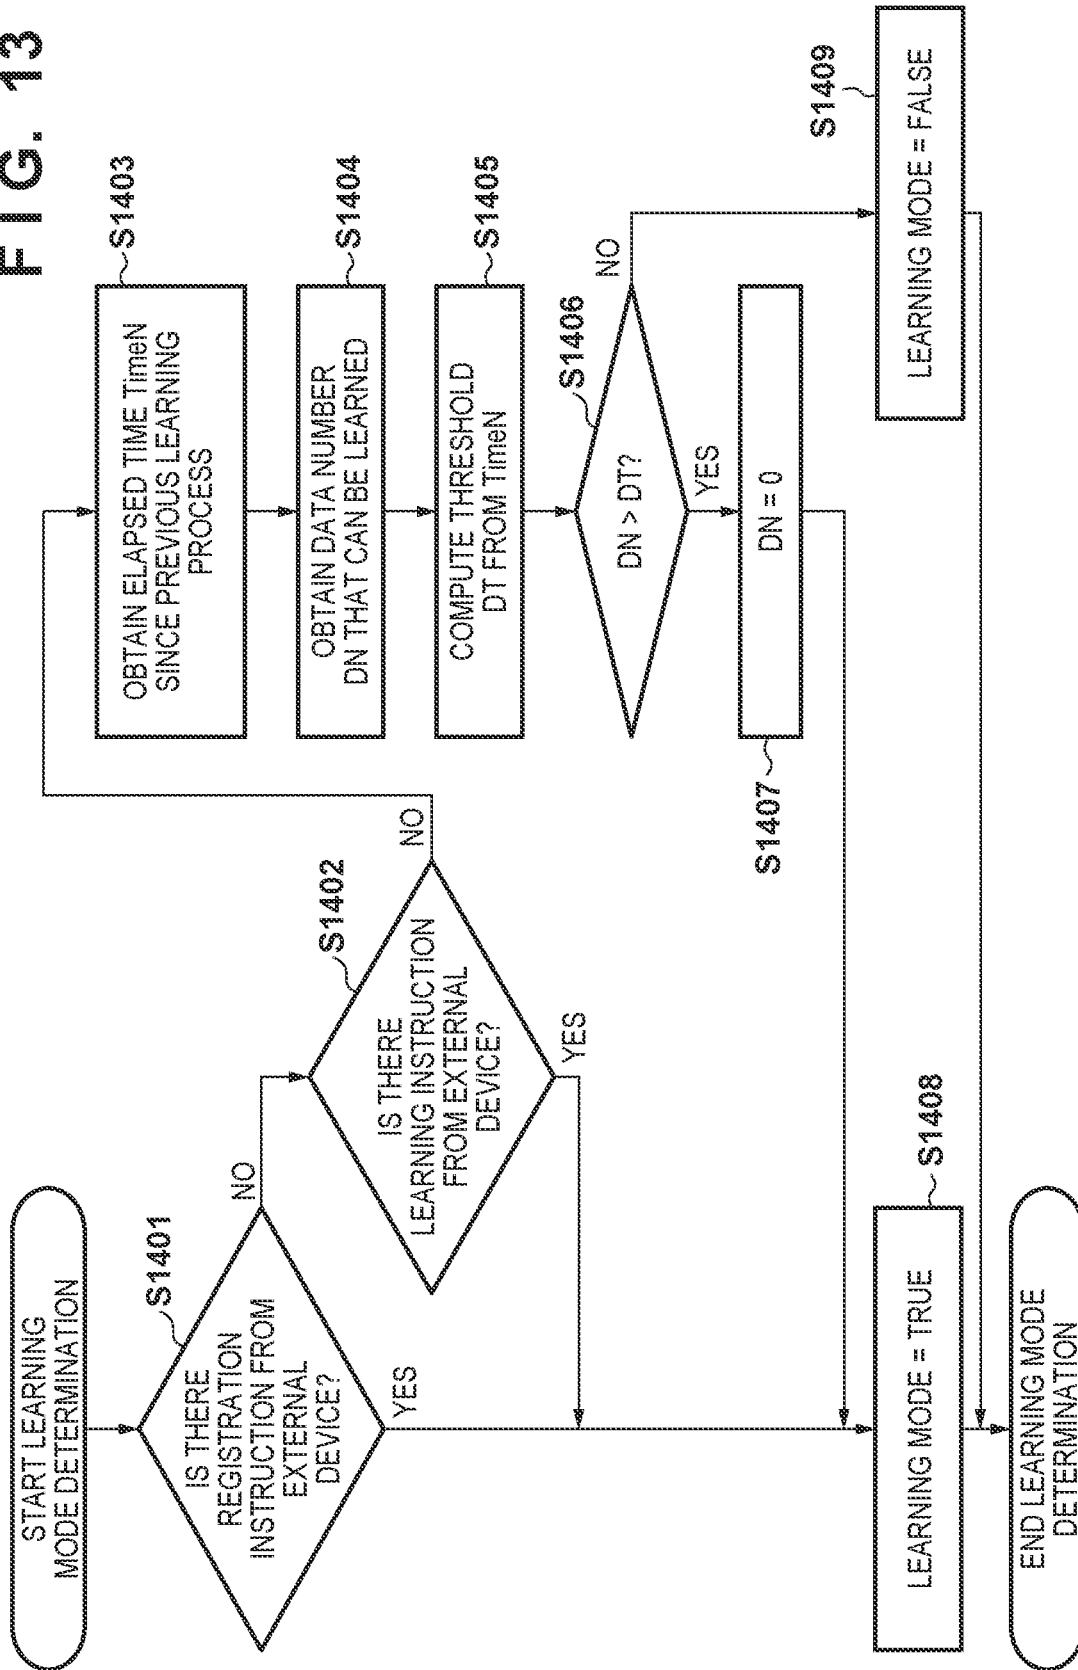 FIG. 13
START LEARNING
MODE DETERMINATION
S1401
IS THERE
REGISTRATION
INSTRUCTION FROM
EXTERNAL
DEVICE?
NO
YES
S1402
IS THERE
LEARNING INSTRUCTION
FROM EXTERNAL
DEVICE?
NO
YES
S1403
OBTAIN ELAPSED TIME TimeN
SINCE PREVIOUS LEARNING
PROCESS
S1404
OBTAIN DATA NUMBER
DN THAT CAN BE LEARNED
S1405
COMPUTE THRESHOLD
DT FROM TimeN
S1406
DN > DT?
NO
YES
S1407
DN = 0
S1408
LEARNING MODE = TRUE
S1409
LEARNING MODE = FALSE
END LEARNING MODE
DETERMINATION